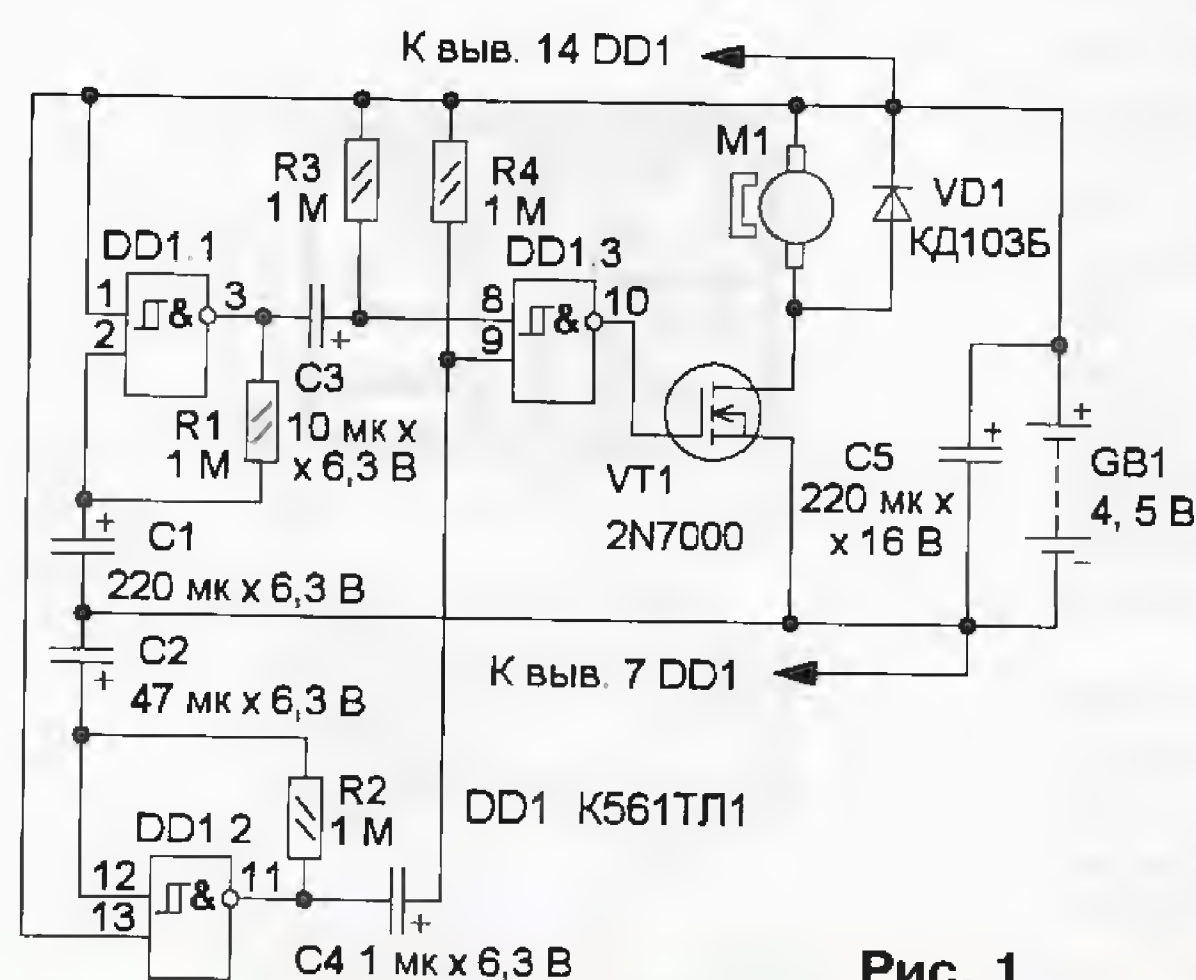 К выв. 14 DD1
M1
R3
1 М
R4
1 М
VD1
КД103Б
DD1.1
DD1.3
1
2
&
3
8
9
&
10
C3
+
10 мк х
х 6,3 В
R1
1 М
VT1
2N7000
C5
220 мк х
х 16 В
+
GB1
4, 5 В
+
−
+
C1
220 мк х 6,3 В
C2
+
47 мк х 6,3 В
К выв. 7 DD1
R2
1 М
DD1 К561ТЛ1
DD1 2
12
13
&
11
+
C4 1 мк х 6,3 В
Рис. 1